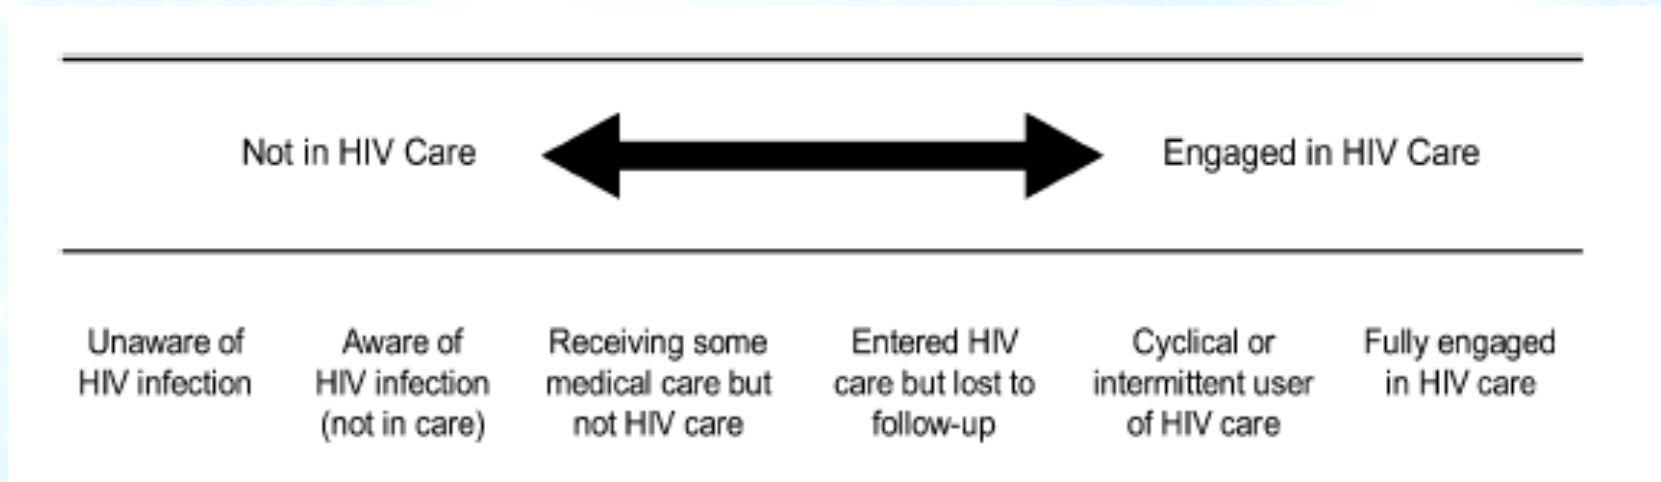 Not in HIV Care
Engaged in HIV Care
Unaware of
HIV infection
Aware of
HIV infection
(not in care)
Receiving some
medical care but
not HIV care
Entered HIV
care but lost to
follow-up
Cyclical or
intermittent user
of HIV care
Fully engaged
in HIV care